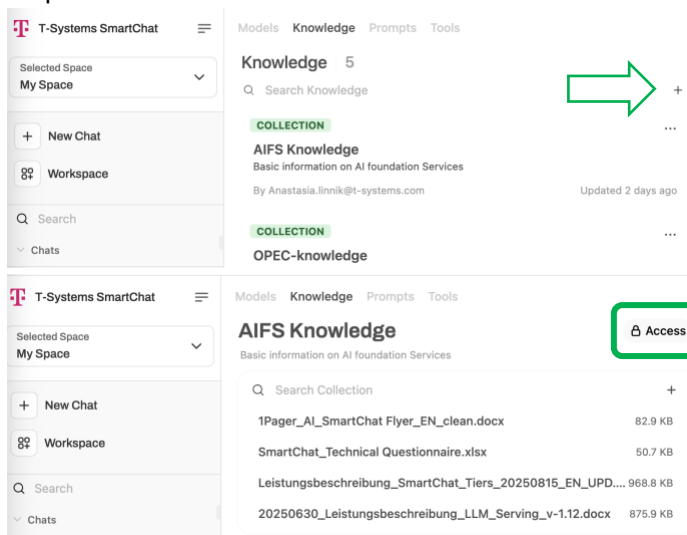 T-Systems SmartChat
Models Knowledge Prompts Tools
Selected Space
My Space
Knowledge 5
Search Knowledge
+
+ New Chat
Workspace
Search
Chats
COLLECTION
...
AIFS Knowledge
Basic information on AI foundation Services
By Anastasia.linnik@t-systems.com Updated 2 days ago
COLLECTION
...
OPEC-knowledge
T-Systems SmartChat
Models Knowledge Prompts Tools
Selected Space
My Space
AIFS Knowledge
Access
Basic information on AI foundation Services
+ New Chat
Workspace
Search
Chats
Search Collection
+
1Pager_AI_SmartChat Flyer_EN_clean.docx 82.9 KB
SmartChat_Technical Questionnaire.xlsx 50.7 KB
Leistungsbeschreibung_SmartChat_Tiers_20250815_EN_UPD.... 968.8 KB
20250630_Leistungsbeschreibung_LLM_Serving_v-1.12.docx 875.9 KB